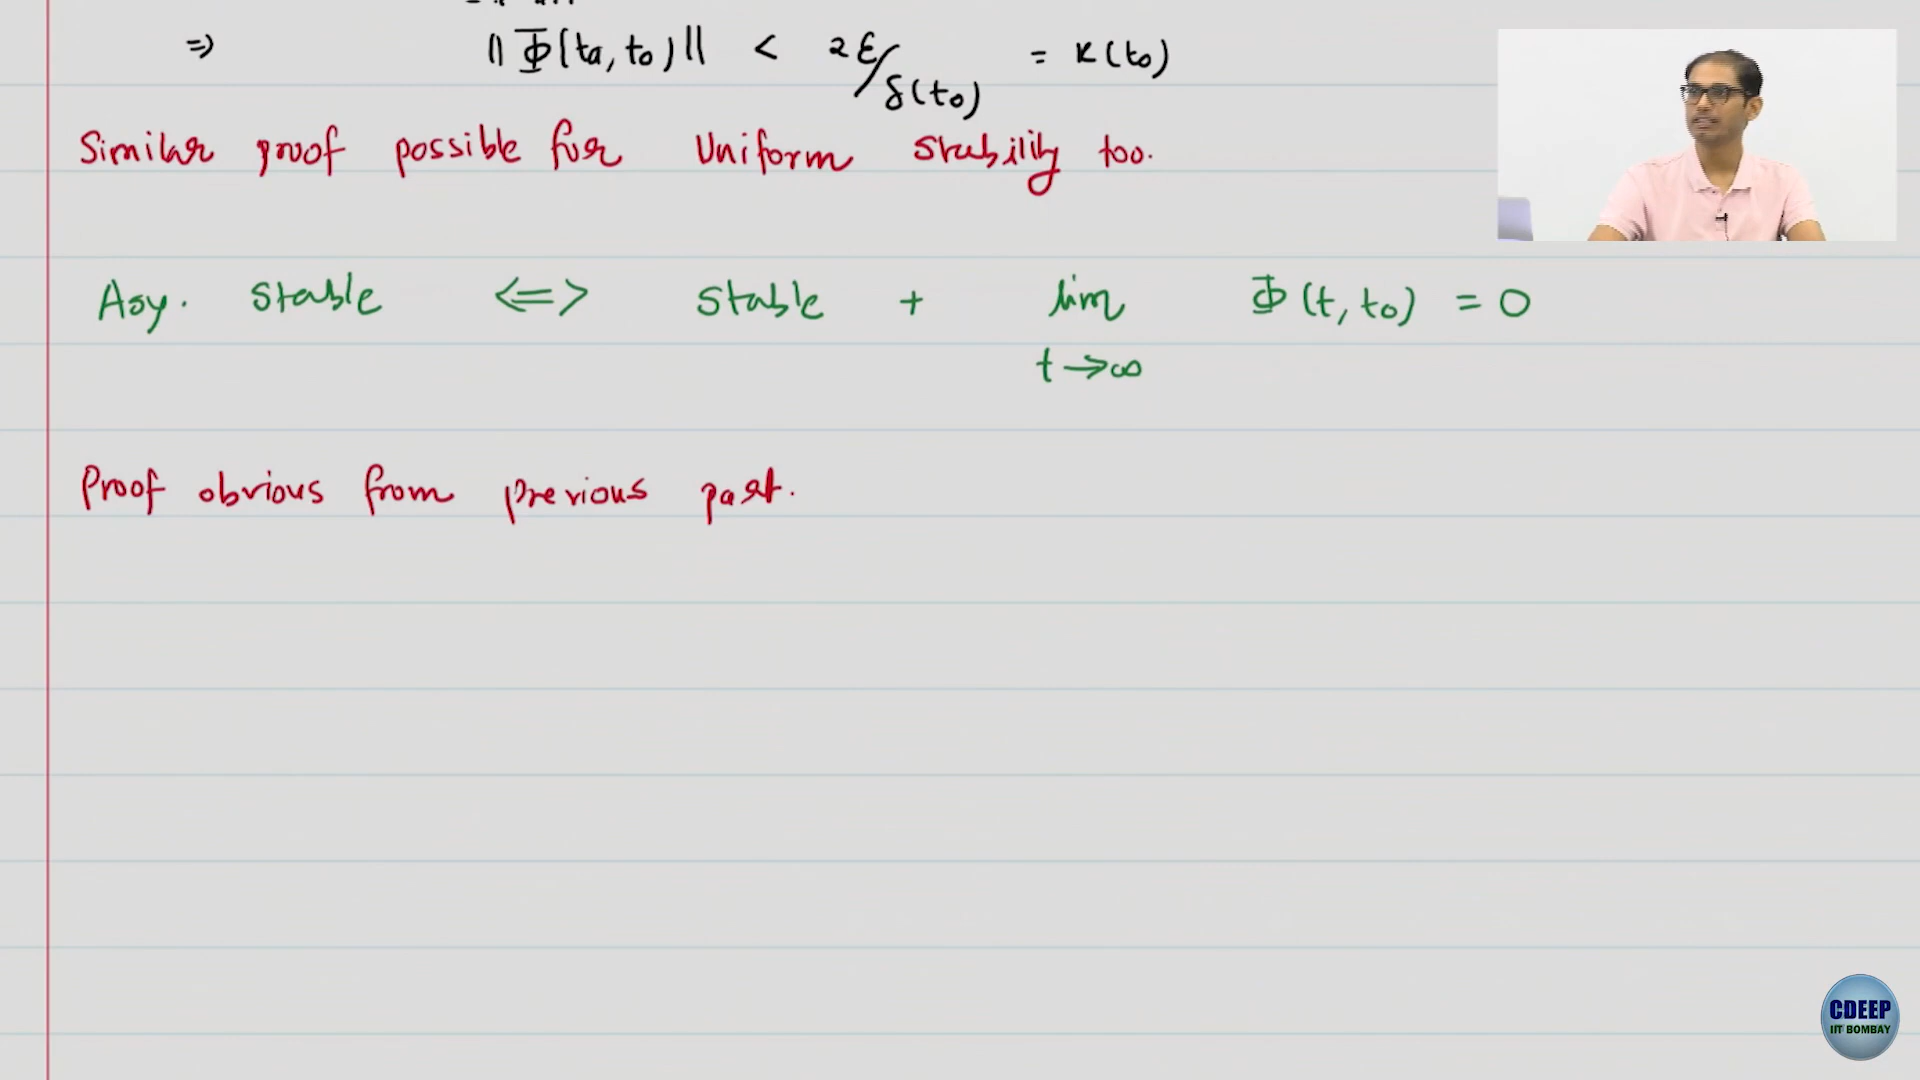 ⇒ ||Φ(ta, to)|| < 2ε/δ(to) = K(to)
Similar proof possible for Uniform stability too.
Asy. stable <=> stable + lim Φ(t, to) = 0
t→∞
Proof obvious from previous part.
CDEEP
IIT BOMBAY